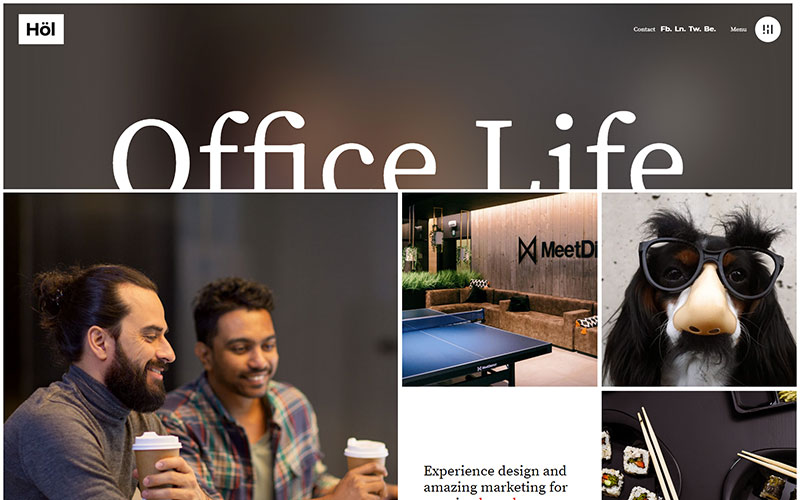 Höl
Contact Fb. Ln. Tw. Be. Menu
Office Life
MeetDi
Experience design and
amazing marketing for